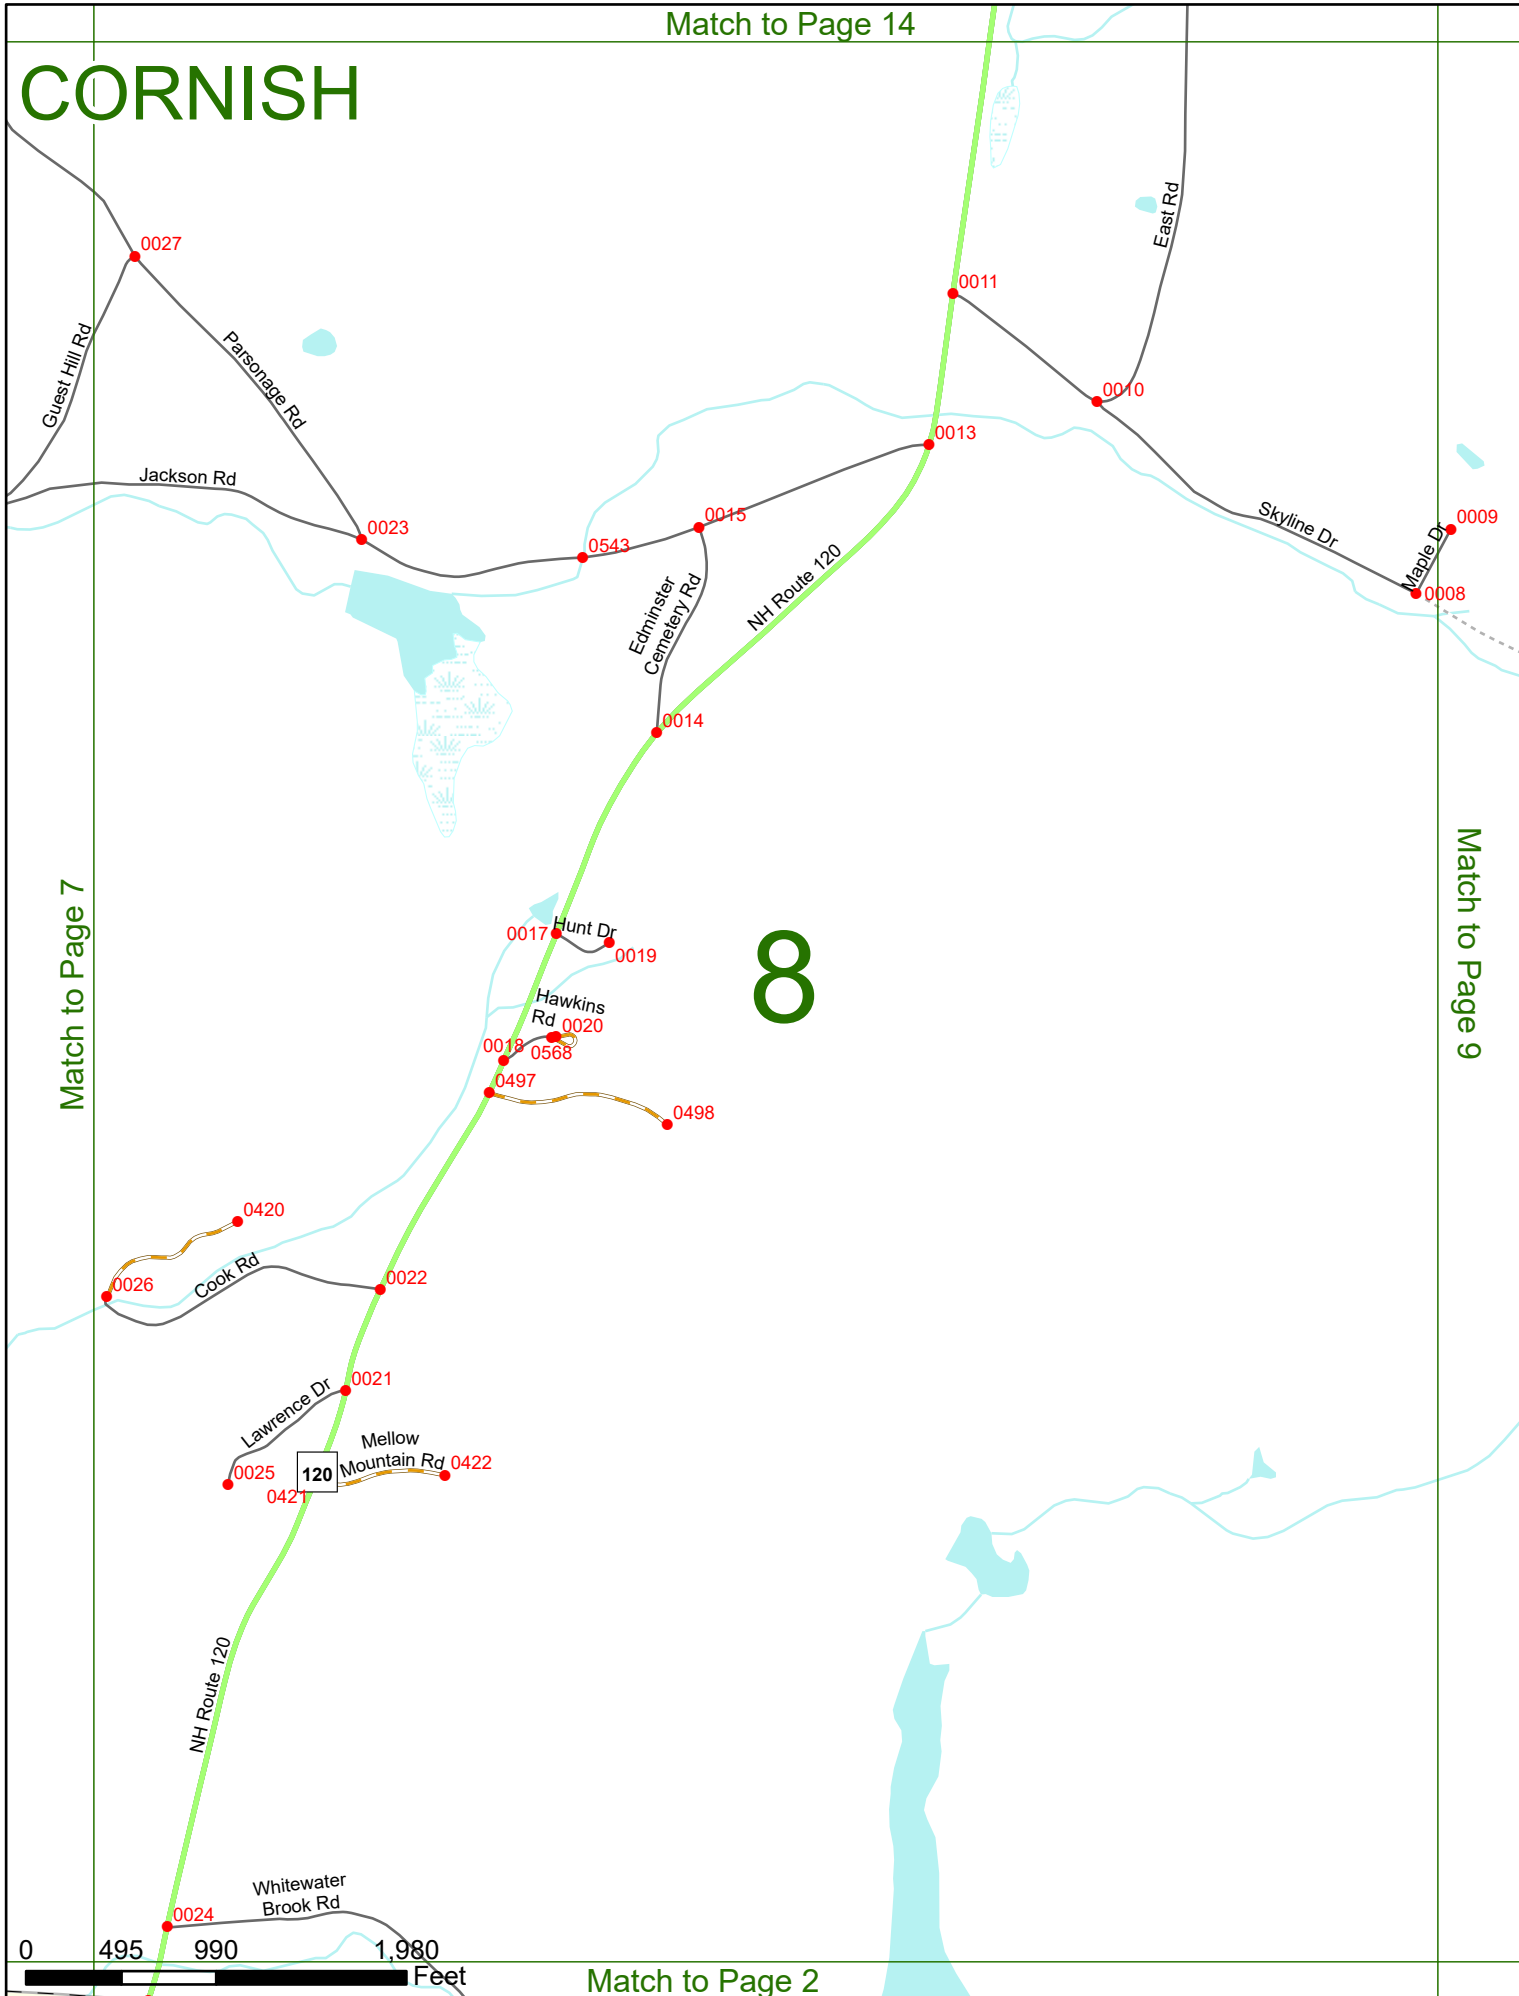 Match to Page 14
CORNISH
East Rd
0027
0011
Guest Hill Rd
Parsonage Rd
0010
0013
Jackson Rd
0023
0015
0543
Skyline Dr
0009
Maple Dr
0008
NH Route 120
Edminster
Cemetery Rd
0014
Match to Page 7
Match to Page 9
Hunt Dr
0017
0019
8
Hawkins
Rd
0020
0018
0568
0497
0498
0420
Cook Rd
0026
0022
0021
Lawrence Dr
Mellow
Mountain Rd
0422
0025
120
0421
NH Route 120
Whitewater
Brook Rd
0024
0 495 990 1,980
Feet
Match to Page 2